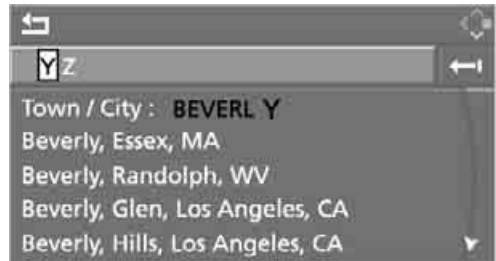 Y Z
Town / City : BEVERL Y
Beverly, Essex, MA
Beverly, Randolph, WV
Beverly, Glen, Los Angeles, CA
Beverly, Hills, Los Angeles, CA